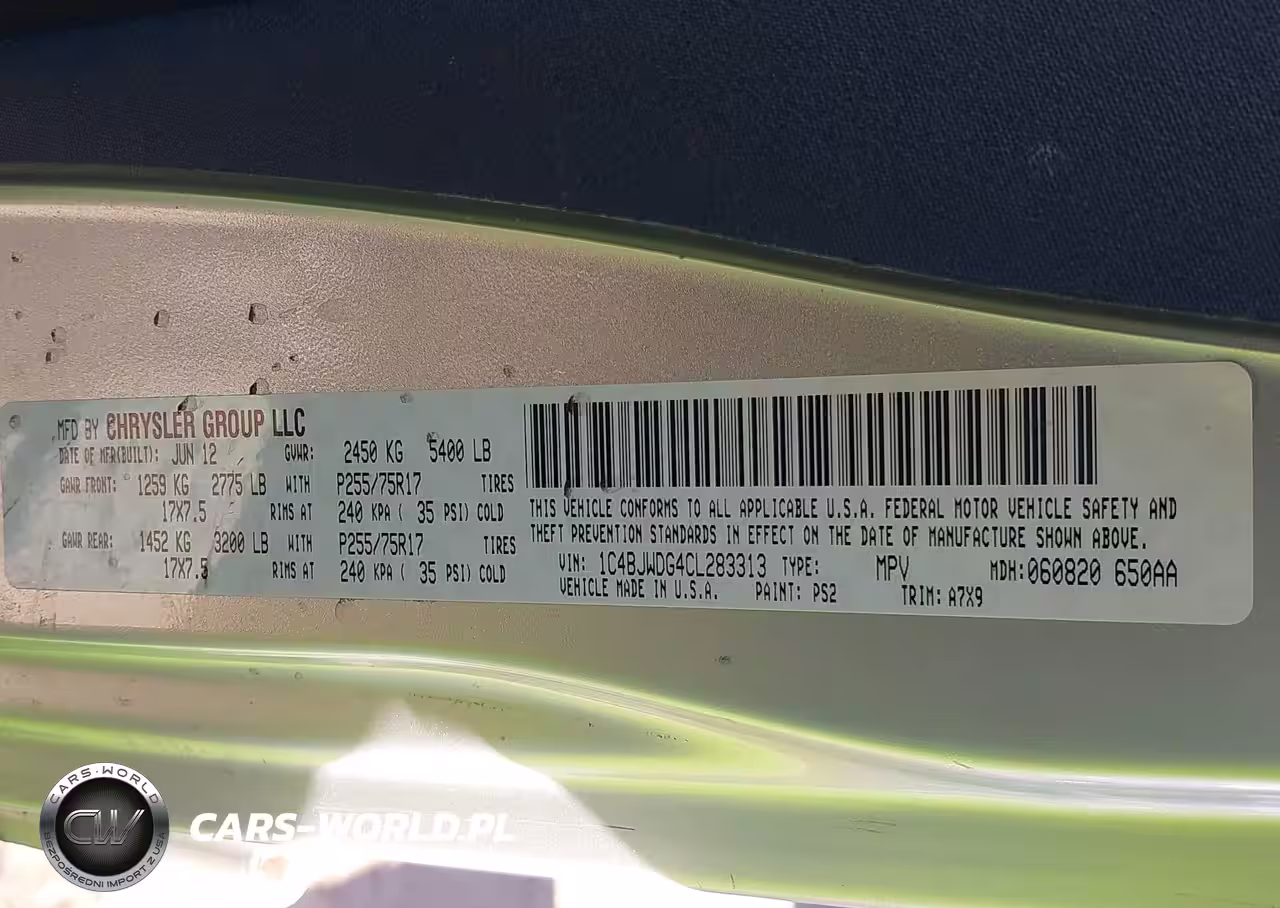 MFD BY CHRYSLER GROUP LLC
DATE OF MFR(BUILT): JUN 12 GVWR: 2450 KG 5400 LB
GAWR FRONT: 1259 KG 2775 LB WITH P255/75R17 TIRES
17X7.5 RIMS AT 240 KPA ( 35 PSI) COLD
GAWR REAR: 1452 KG 3200 LB WITH P255/75R17 TIRES
17X7.5 RIMS AT 240 KPA ( 35 PSI) COLD
THIS VEHICLE CONFORMS TO ALL APPLICABLE U.S.A. FEDERAL MOTOR VEHICLE SAFETY AND
THEFT PREVENTION STANDARDS IN EFFECT ON THE DATE OF MANUFACTURE SHOWN ABOVE.
VIN: 1C4BJWDG4CL283313 TYPE: MPV MDH:060820 650AA
VEHICLE MADE IN U.S.A. PAINT: PS2 TRIM: A7X9
CARS-WORLD
CW
BEZPOŚREDNI IMPORT Z USA
CARS-WORLD.PL